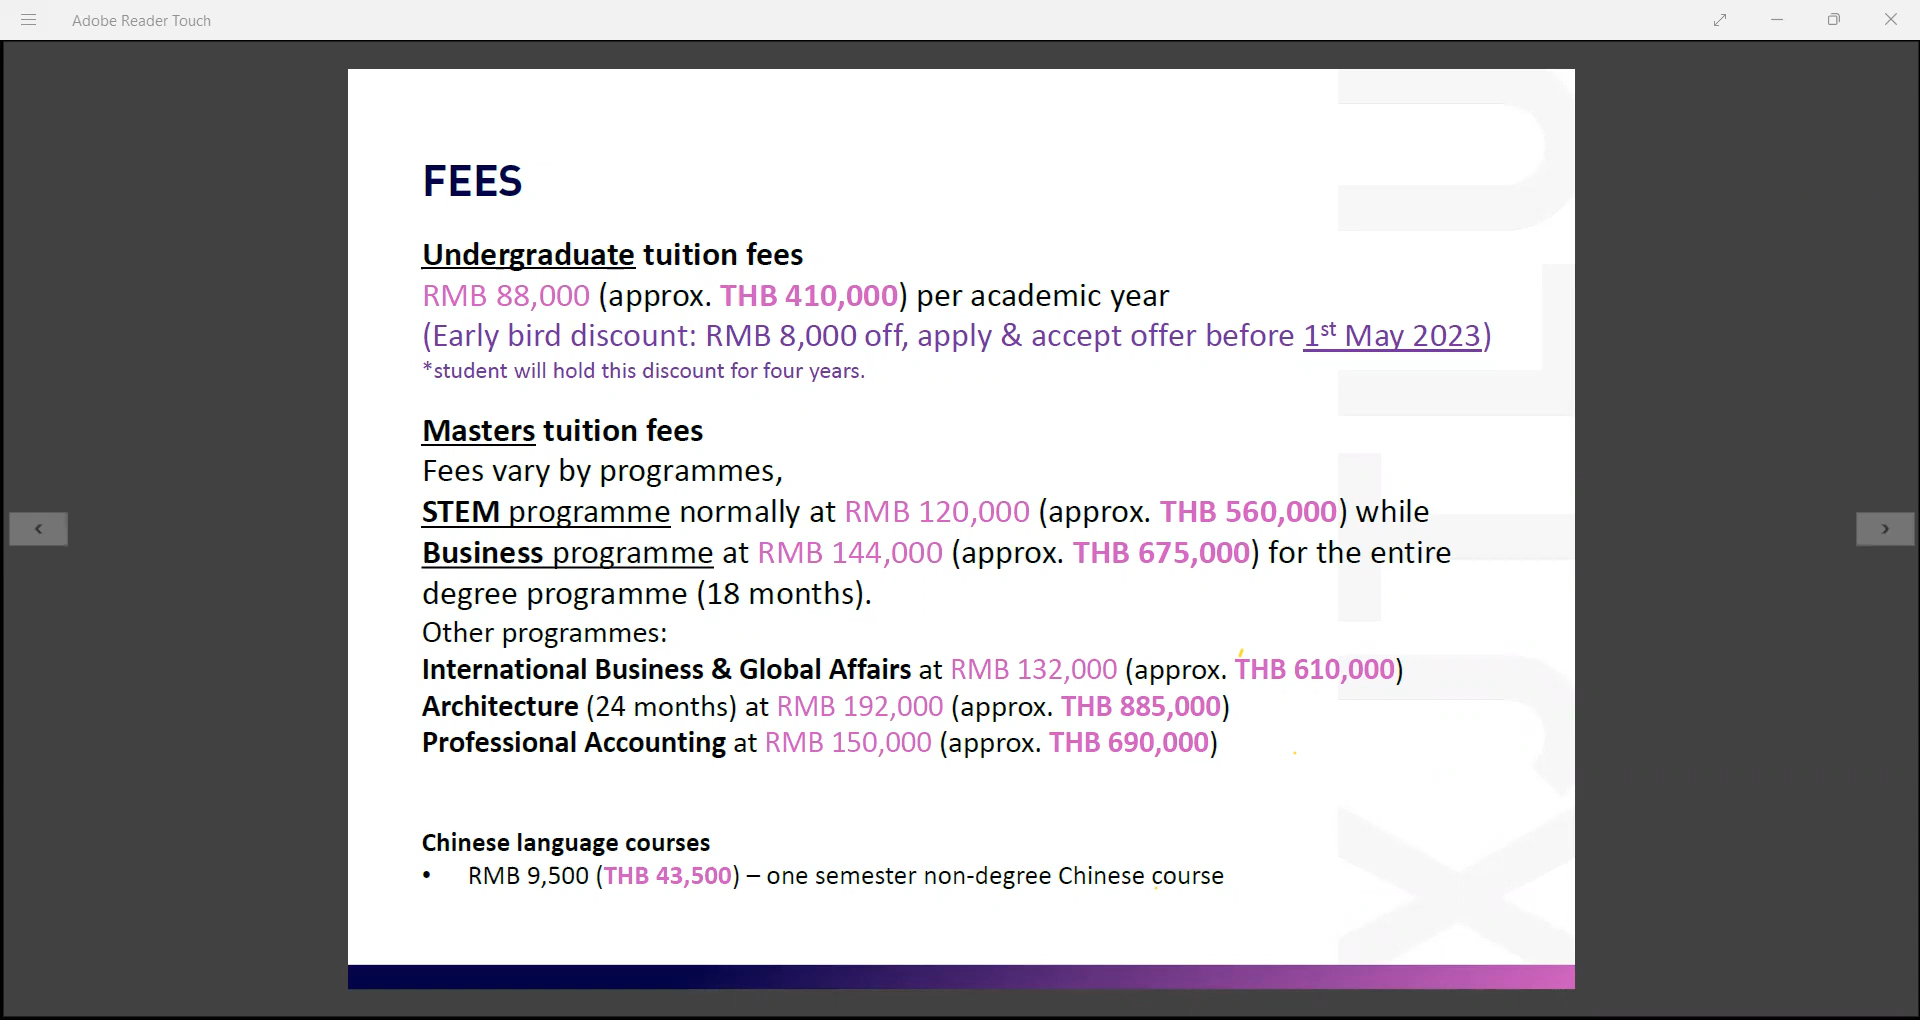 Adobe Reader Touch
FEES
Undergraduate tuition fees
RMB 88,000 (approx. THB 410,000) per academic year
(Early bird discount: RMB 8,000 off, apply & accept offer before 1st May 2023)
*student will hold this discount for four years.
Masters tuition fees
Fees vary by programmes,
STEM programme normally at RMB 120,000 (approx. THB 560,000) while
Business programme at RMB 144,000 (approx. THB 675,000) for the entire
degree programme (18 months).
Other programmes:
International Business & Global Affairs at RMB 132,000 (approx. THB 610,000)
Architecture (24 months) at RMB 192,000 (approx. THB 885,000)
Professional Accounting at RMB 150,000 (approx. THB 690,000)
Chinese language courses
• RMB 9,500 (THB 43,500) – one semester non-degree Chinese course
XJTLU